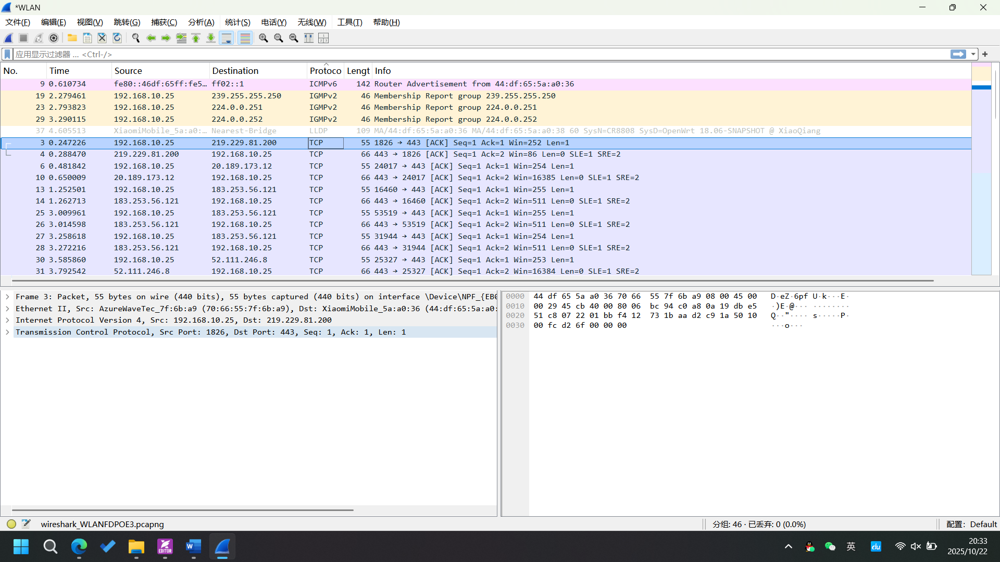 *WLAN
文件(F) 编辑(E) 视图(V) 跳转(G) 捕获(C) 分析(A) 统计(S) 电话(Y) 无线(W) 工具(T) 帮助(H)
应用显示过滤器 … <Ctrl-/>
No. Time Source Destination Protoco Lengt Info
9 0.610734 fe80::46df:65ff:fe5… ff02::1 ICMPv6 142 Router Advertisement from 44:df:65:5a:a0:36
19 2.279461 192.168.10.25 239.255.255.250 IGMPv2 46 Membership Report group 239.255.255.250
23 2.793823 192.168.10.25 224.0.0.251 IGMPv2 46 Membership Report group 224.0.0.251
29 3.290115 192.168.10.25 224.0.0.252 IGMPv2 46 Membership Report group 224.0.0.252
37 4.605513 XiaomiMobile_5a:a0:… Nearest-Bridge LLDP 109 MA/44:df:65:5a:a0:36 MA/44:df:65:5a:a0:38 60 SysN=CR8808 SysD=OpenWrt 18.06-SNAPSHOT @ XiaoQiang
3 0.247226 192.168.10.25 219.229.81.200 TCP 55 1826 → 443 [ACK] Seq=1 Ack=1 Win=252 Len=1
4 0.288470 219.229.81.200 192.168.10.25 TCP 66 443 → 1826 [ACK] Seq=1 Ack=2 Win=86 Len=0 SLE=1 SRE=2
6 0.481842 192.168.10.25 20.189.173.12 TCP 55 24017 → 443 [ACK] Seq=1 Ack=1 Win=254 Len=1
10 0.650009 20.189.173.12 192.168.10.25 TCP 66 443 → 24017 [ACK] Seq=1 Ack=2 Win=16385 Len=0 SLE=1 SRE=2
13 1.252501 192.168.10.25 183.253.56.121 TCP 55 16460 → 443 [ACK] Seq=1 Ack=1 Win=255 Len=1
14 1.262713 183.253.56.121 192.168.10.25 TCP 66 443 → 16460 [ACK] Seq=1 Ack=2 Win=511 Len=0 SLE=1 SRE=2
25 3.009961 192.168.10.25 183.253.56.121 TCP 55 53519 → 443 [ACK] Seq=1 Ack=1 Win=255 Len=1
26 3.014598 183.253.56.121 192.168.10.25 TCP 66 443 → 53519 [ACK] Seq=1 Ack=2 Win=511 Len=0 SLE=1 SRE=2
27 3.258618 192.168.10.25 183.253.56.121 TCP 55 31944 → 443 [ACK] Seq=1 Ack=1 Win=254 Len=1
28 3.272216 183.253.56.121 192.168.10.25 TCP 66 443 → 31944 [ACK] Seq=1 Ack=2 Win=511 Len=0 SLE=1 SRE=2
30 3.585860 192.168.10.25 52.111.246.8 TCP 55 25327 → 443 [ACK] Seq=1 Ack=1 Win=253 Len=1
31 3.792542 52.111.246.8 192.168.10.25 TCP 66 443 → 25327 [ACK] Seq=1 Ack=2 Win=16384 Len=0 SLE=1 SRE=2
Frame 3: Packet, 55 bytes on wire (440 bits), 55 bytes captured (440 bits) on interface \Device\NPF_{EB0
Ethernet II, Src: AzureWaveTec_7f:6b:a9 (70:66:55:7f:6b:a9), Dst: XiaomiMobile_5a:a0:36 (44:df:65:5a:a0:
Internet Protocol Version 4, Src: 192.168.10.25, Dst: 219.229.81.200
Transmission Control Protocol, Src Port: 1826, Dst Port: 443, Seq: 1, Ack: 1, Len: 1
0000 44 df 65 5a a0 36 70 66 55 7f 6b a9 08 00 45 00 D·eZ·6pf U·k···E·
0010 00 29 45 cb 40 00 80 06 bc 94 c0 a8 0a 19 db e5 ·)E·@··· ········
0020 51 c8 07 22 01 bb f4 12 73 1b aa d2 c9 1a 50 10 Q··"···· s·····P·
0030 00 fc d2 6f 00 00 00 ···o···
wireshark_WLANFDPOE3.pcapng 分组: 46 · 已丢弃: 0 (0.0%) 配置: Default
EDITOR
W
英
du
20:33
2025/10/22